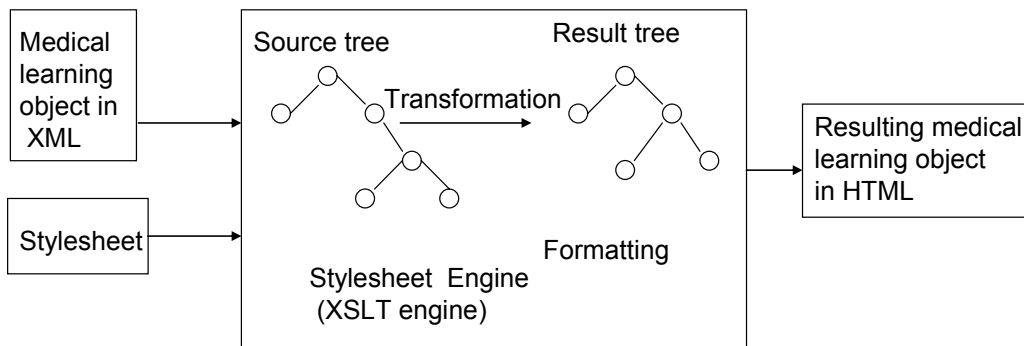 Medical
learning
object in
XML
Stylesheet
Source tree
Result tree
Transformation
Formatting
Stylesheet Engine
(XSLT engine)
Resulting medical
learning object
in HTML